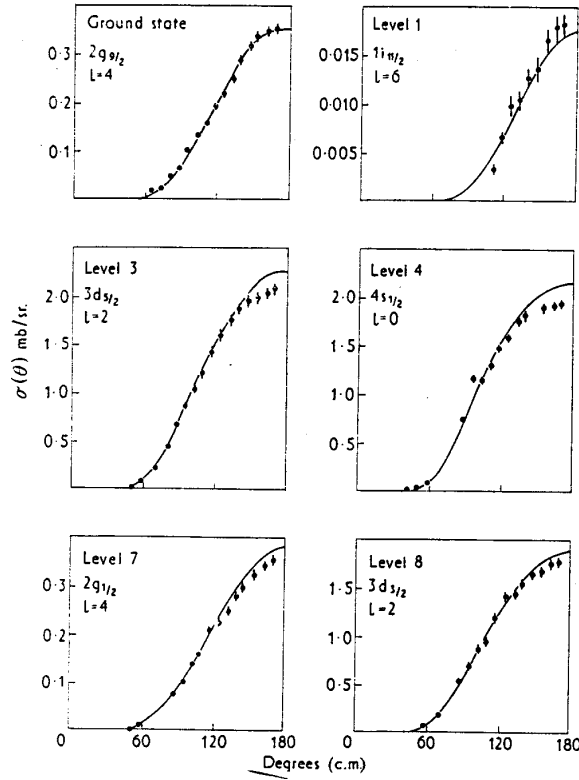 Ground state
2g9/2
l=4
0·3
0·2
0·1
Level 1
1i11/2
l=6
0·015
0·010
0·005
Level 3
3d5/2
l=2
2·0
1·5
1·0
0·5
σ(θ) mb/sr.
Level 4
4s1/2
l=0
2·0
1·5
1·0
0·5
Level 7
2g1/2
l=4
0·3
0·2
0·1
0 60 120
Level 8
3d3/2
l=2
1·5
1·0
0·5
0 60 120 180
Degrees (c.m.)